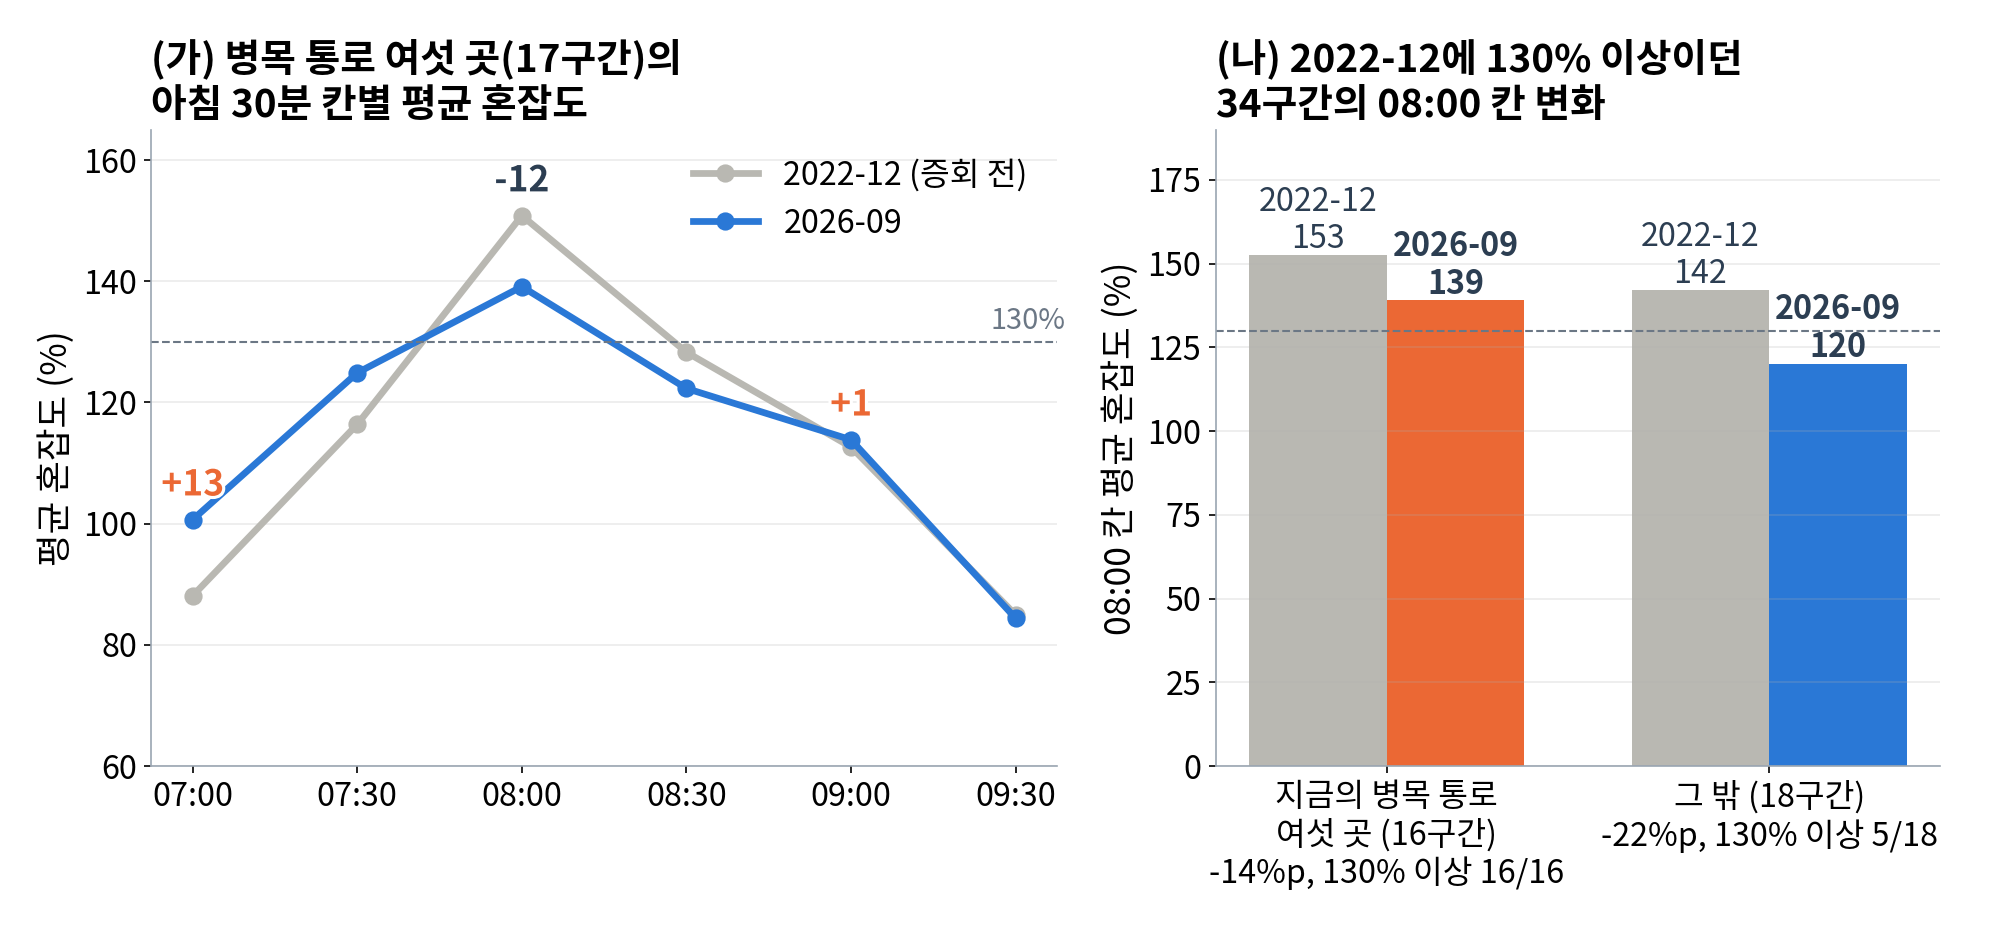 (가) 병목 통로 여섯 곳(17구간)의
아침 30분 칸별 평균 혼잡도
평균 혼잡도 (%)
160
140
120
100
80
60
07:00
07:30
08:00
08:30
09:00
09:30
+13
-12
+1
130%
2022-12 (증회 전)
2026-09
(나) 2022-12에 130% 이상이던
34구간의 08:00 칸 변화
08:00 칸 평균 혼잡도 (%)
175
150
125
100
75
50
25
0
2022-12
153
2026-09
139
2022-12
142
2026-09
120
지금의 병목 통로
여섯 곳 (16구간)
-14%p, 130% 이상 16/16
그 밖 (18구간)
-22%p, 130% 이상 5/18